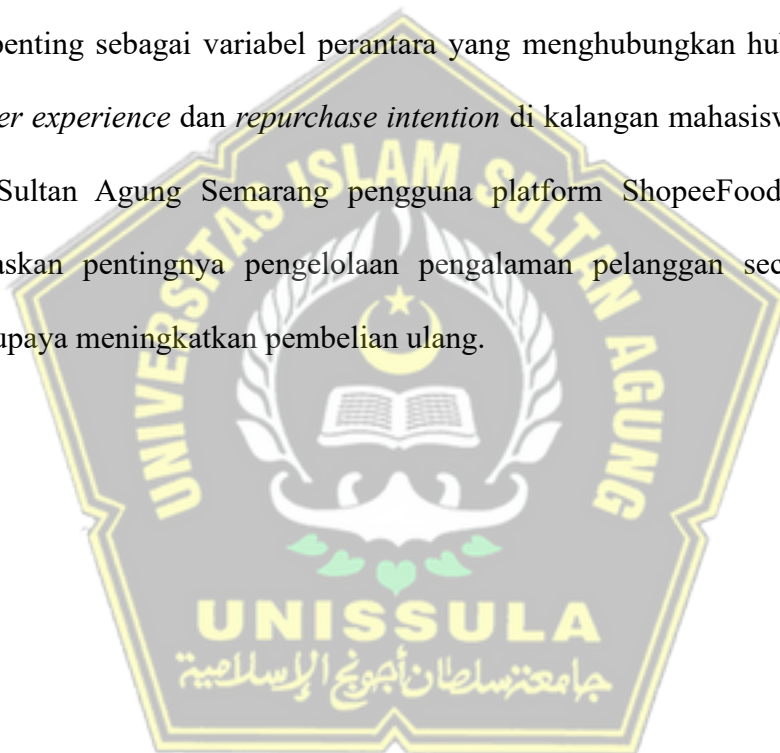 penting sebagai variabel perantara yang menghubungkan hu
er experience dan repurchase intention di kalangan mahasisw
Sultan Agung Semarang pengguna platform ShopeeFood
askan pentingnya pengelolaan pengalaman pelanggan sec
upaya meningkatkan pembelian ulang.
UNIVERSITAS ISLAM SULTAN AGUNG
UNISSULA
جامعة سلطان أجونج الإسلامية